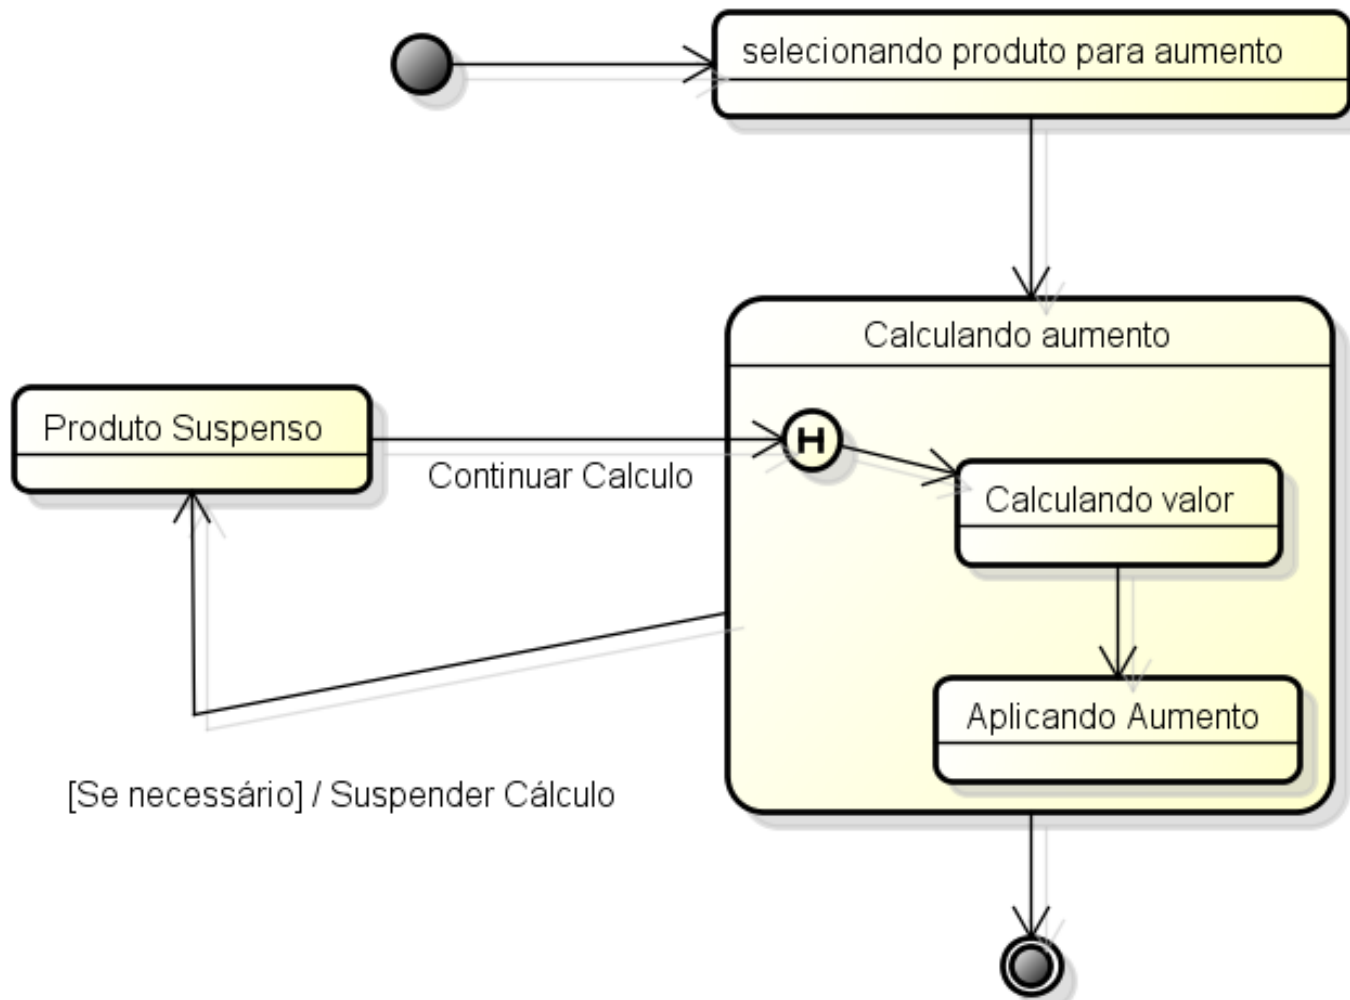 selecionando produto para aumento
Calculando aumento
Produto Suspenso
H
Continuar Calculo
Calculando valor
Aplicando Aumento
[Se necessário] / Suspender Cálculo